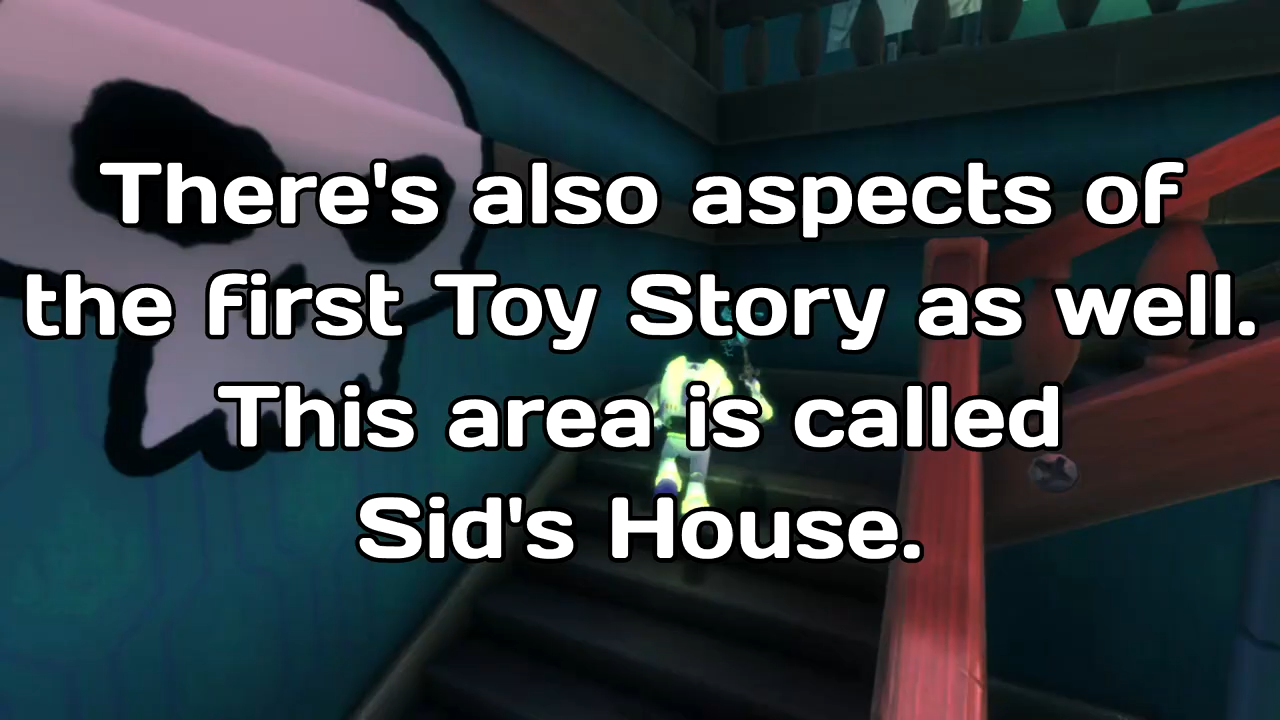 There's also aspects of
the first Toy Story as well.
This area is called
Sid's House.